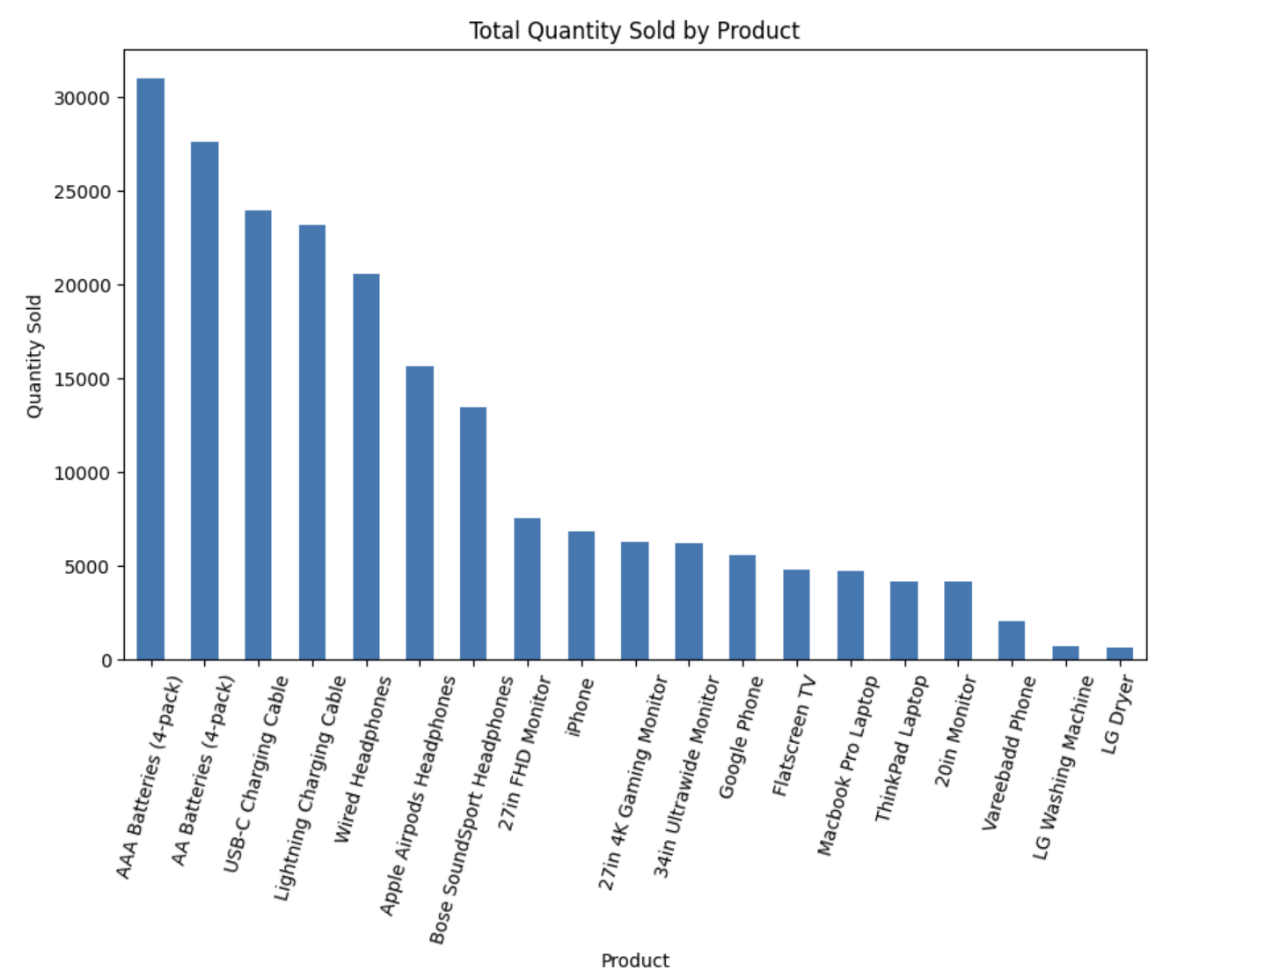 Total Quantity Sold by Product
Quantity Sold
30000
25000
20000
15000
10000
5000
0
AAA Batteries (4-pack)
AA Batteries (4-pack)
USB-C Charging Cable
Lightning Charging Cable
Wired Headphones
Apple Airpods Headphones
Bose SoundSport Headphones
27in FHD Monitor
iPhone
27in 4K Gaming Monitor
34in Ultrawide Monitor
Google Phone
Flatscreen TV
Macbook Pro Laptop
ThinkPad Laptop
20in Monitor
Vareebadd Phone
LG Washing Machine
LG Dryer
Product